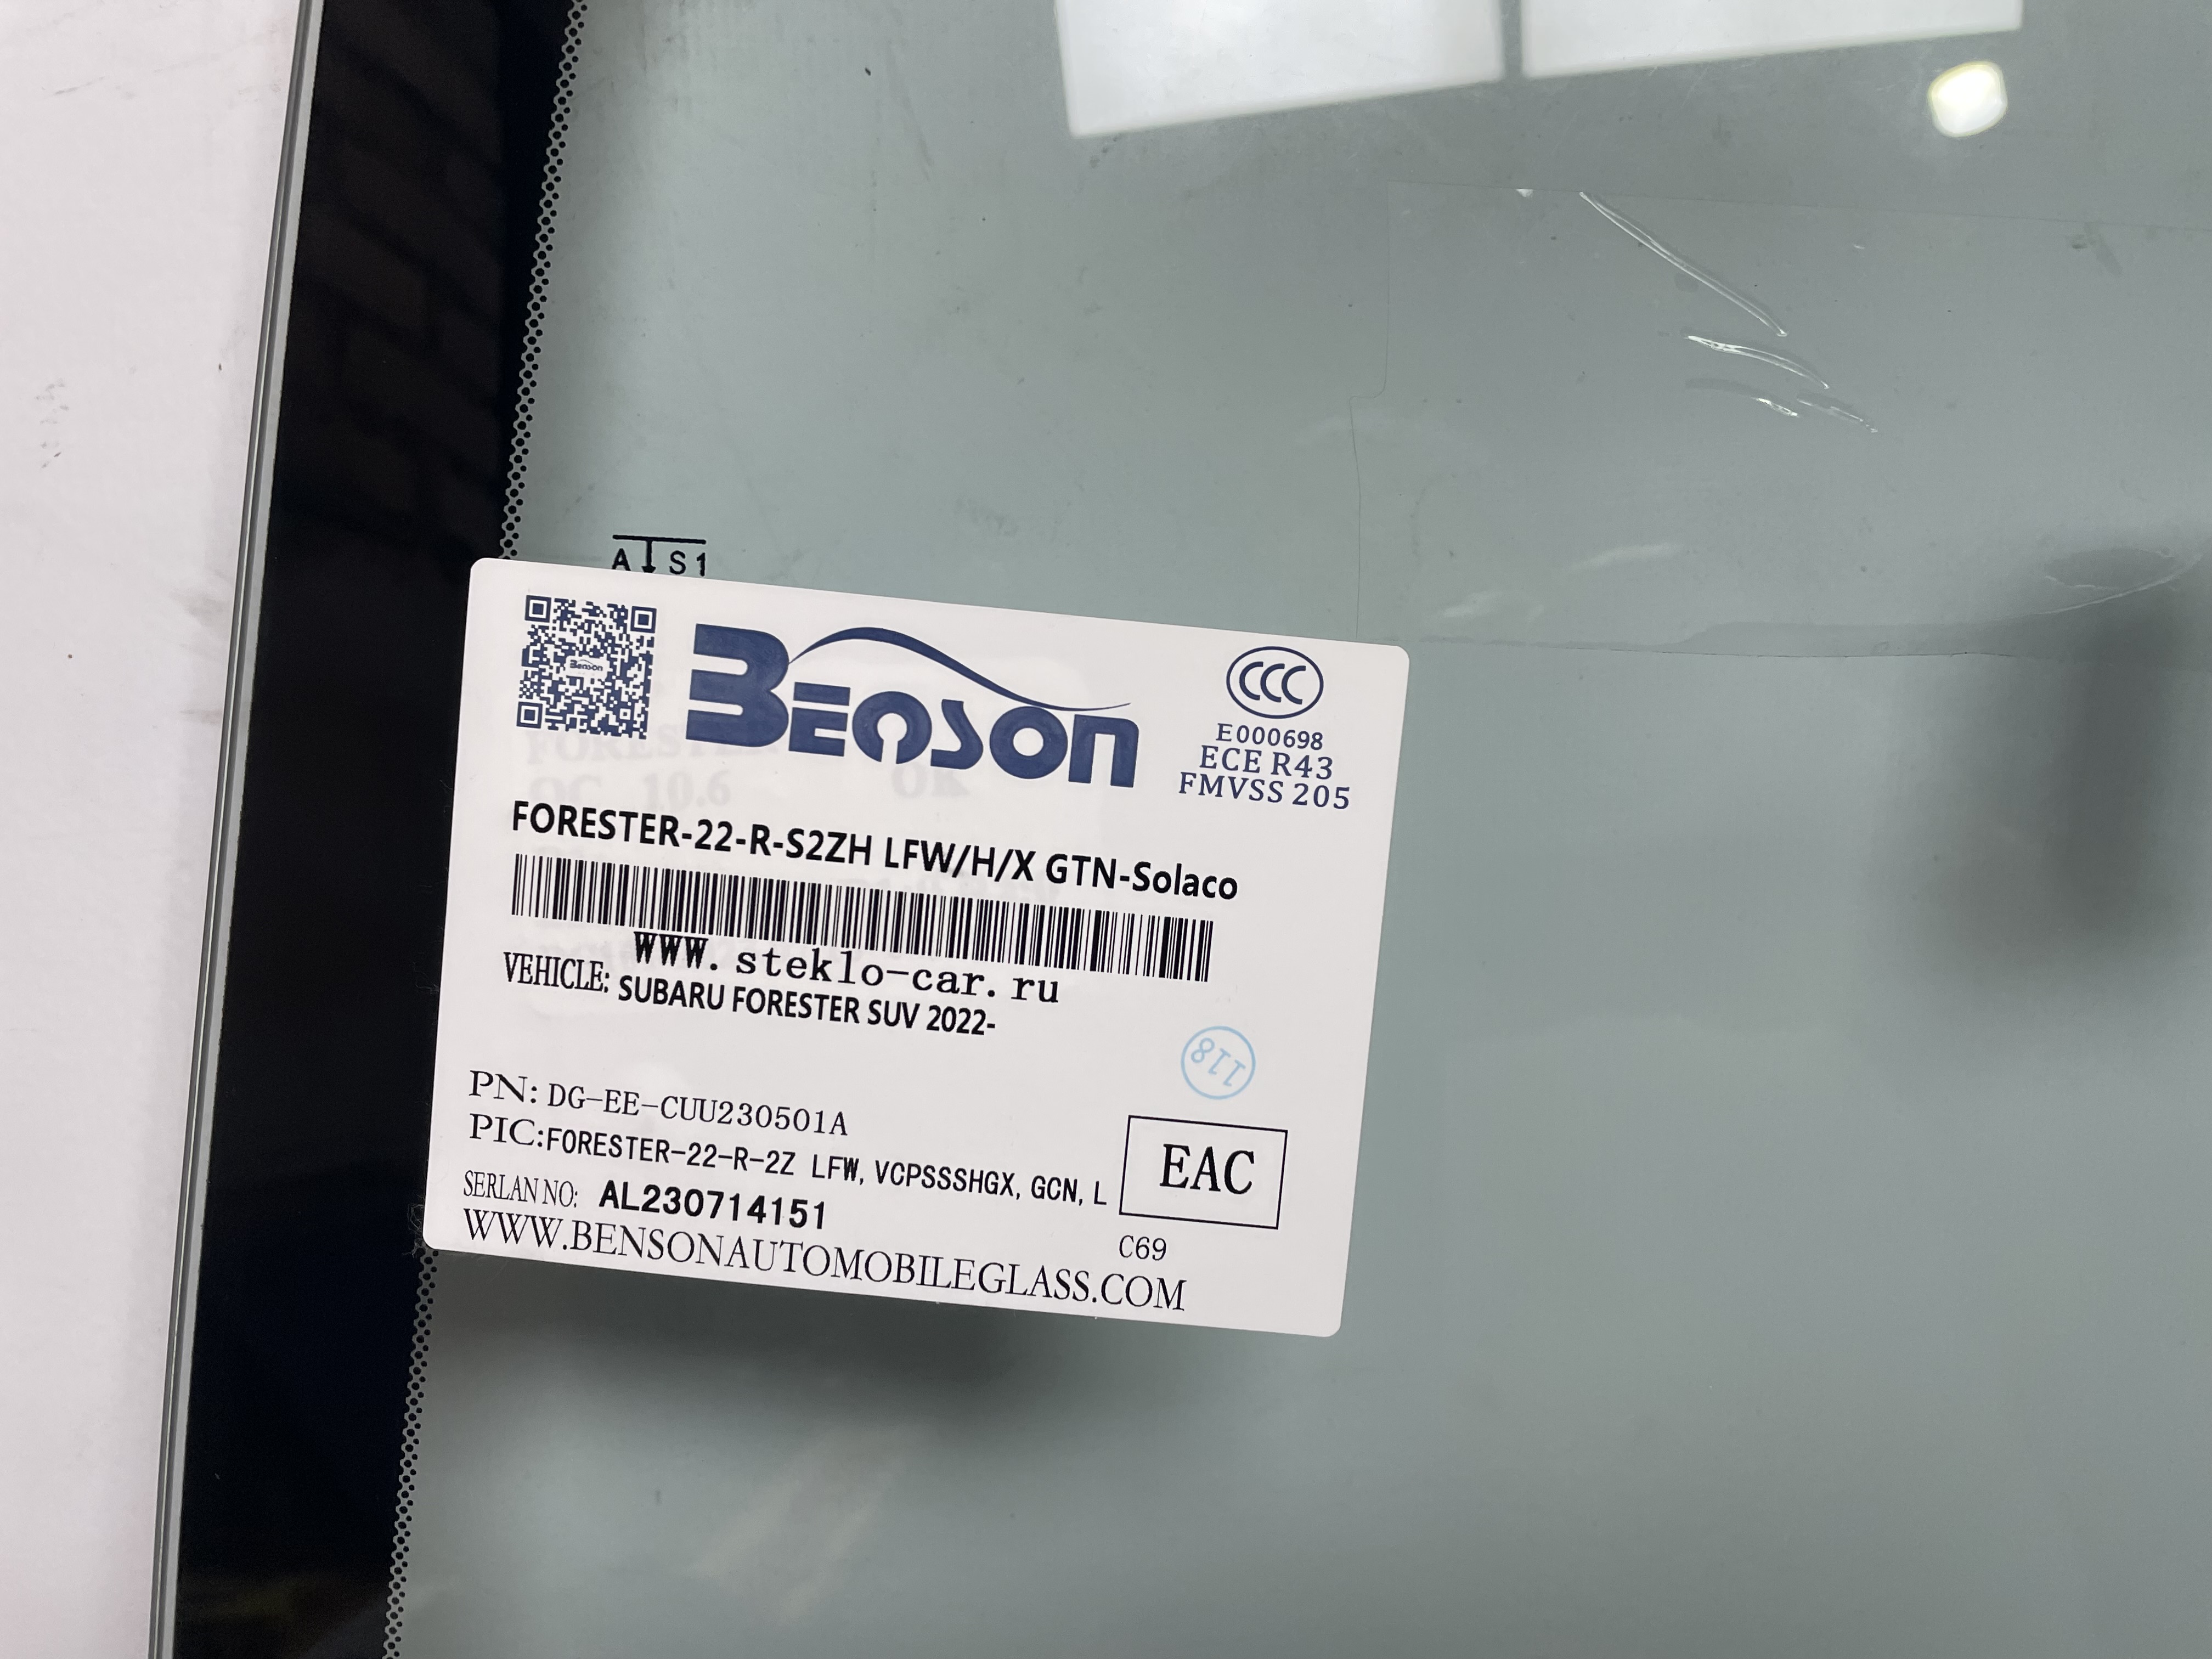 A S1
BENSON
Benson
CCC
E000698
ECE R43
FMVSS 205
FORESTER-22-R-S2ZH LFW/H/X GTN-Solaco
www.steklo-car.ru
VEHICLE: SUBARU FORESTER SUV 2022-
118
PN: DG-EE-CUU230501A
PIC:FORESTER-22-R-2Z LFW, VCPSSSHGX, GCN, L
EAC
SERLAN NO: AL230714151
C69
WWW.BENSONAUTOMOBILEGLASS.COM